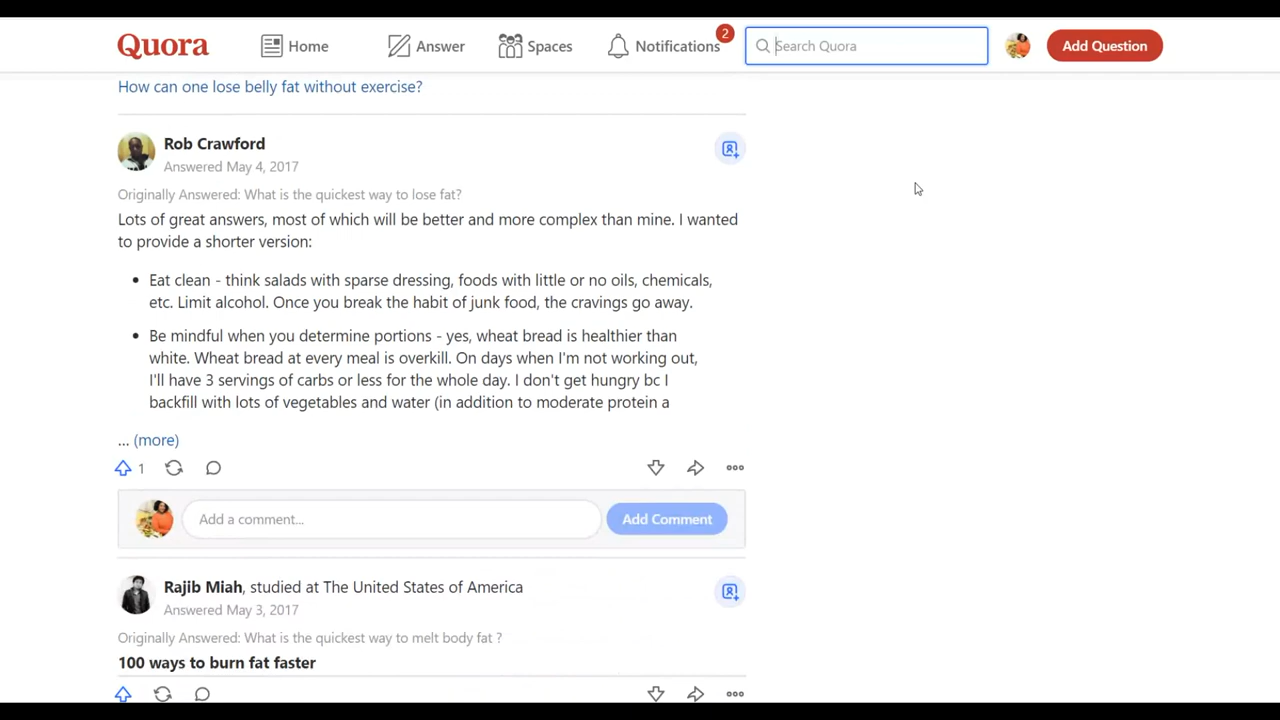 Quora
Home
Answer
Spaces
Notifications
2
Search Quora
Add Question
How can one lose belly fat without exercise?
Rob Crawford
Answered May 4, 2017
Originally Answered: What is the quickest way to lose fat?
Lots of great answers, most of which will be better and more complex than mine. I wanted
to provide a shorter version:
• Eat clean - think salads with sparse dressing, foods with little or no oils, chemicals,
etc. Limit alcohol. Once you break the habit of junk food, the cravings go away.
• Be mindful when you determine portions - yes, wheat bread is healthier than
white. Wheat bread at every meal is overkill. On days when I'm not working out,
I'll have 3 servings of carbs or less for the whole day. I don't get hungry bc I
backfill with lots of vegetables and water (in addition to moderate protein a
... (more)
1
Add a comment...
Add Comment
Rajib Miah, studied at The United States of America
Answered May 3, 2017
Originally Answered: What is the quickest way to melt body fat ?
100 ways to burn fat faster